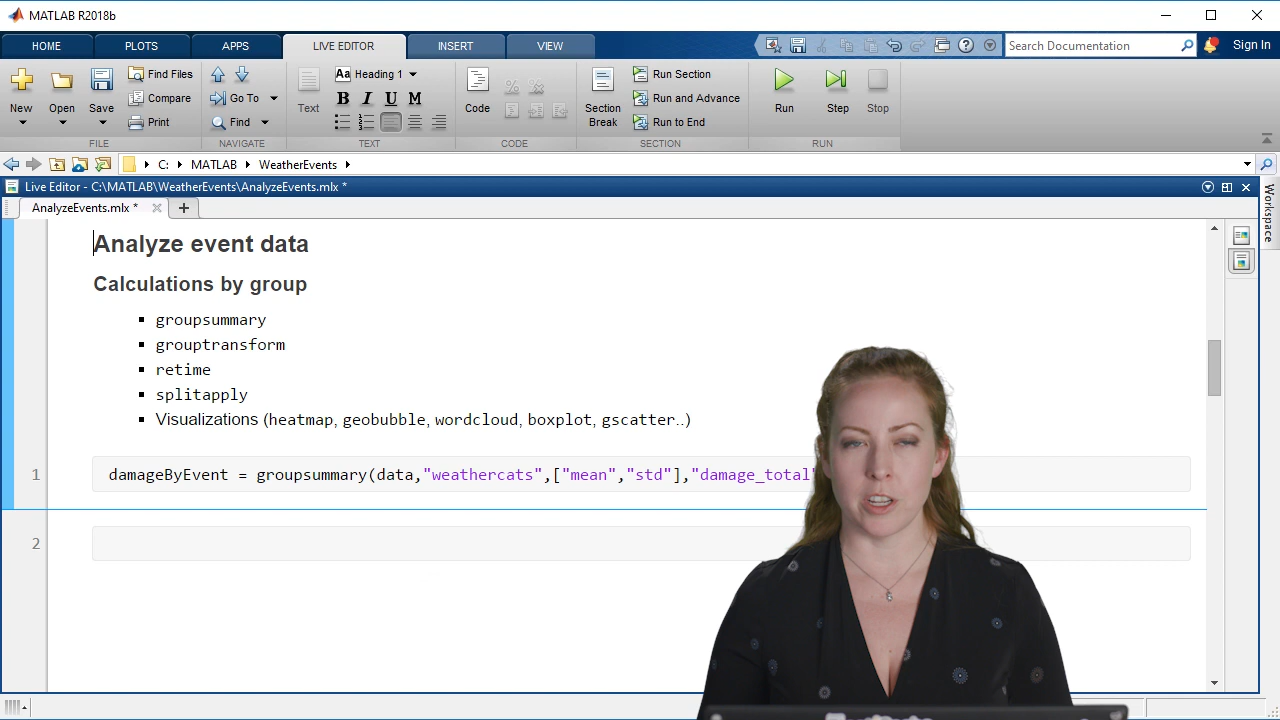 MATLAB R2018b
HOME PLOTS APPS LIVE EDITOR INSERT VIEW Search Documentation Sign In
New Open Save Find Files Compare Print
Go To Find
Text Aa Heading 1 B I U M
Code
Section Break Run Section Run and Advance Run to End
Run Step Stop
FILE NAVIGATE TEXT CODE SECTION RUN
C: MATLAB WeatherEvents
Live Editor - C:\MATLAB\WeatherEvents\AnalyzeEvents.mlx *
AnalyzeEvents.mlx * +
Workspace
Analyze event data
Calculations by group
groupsummary
grouptransform
retime
splitapply
Visualizations (heatmap, geobubble, wordcloud, boxplot, gscatter..)
1 damageByEvent = groupsummary(data,"weathercats",["mean","std"],"damage_total"
2